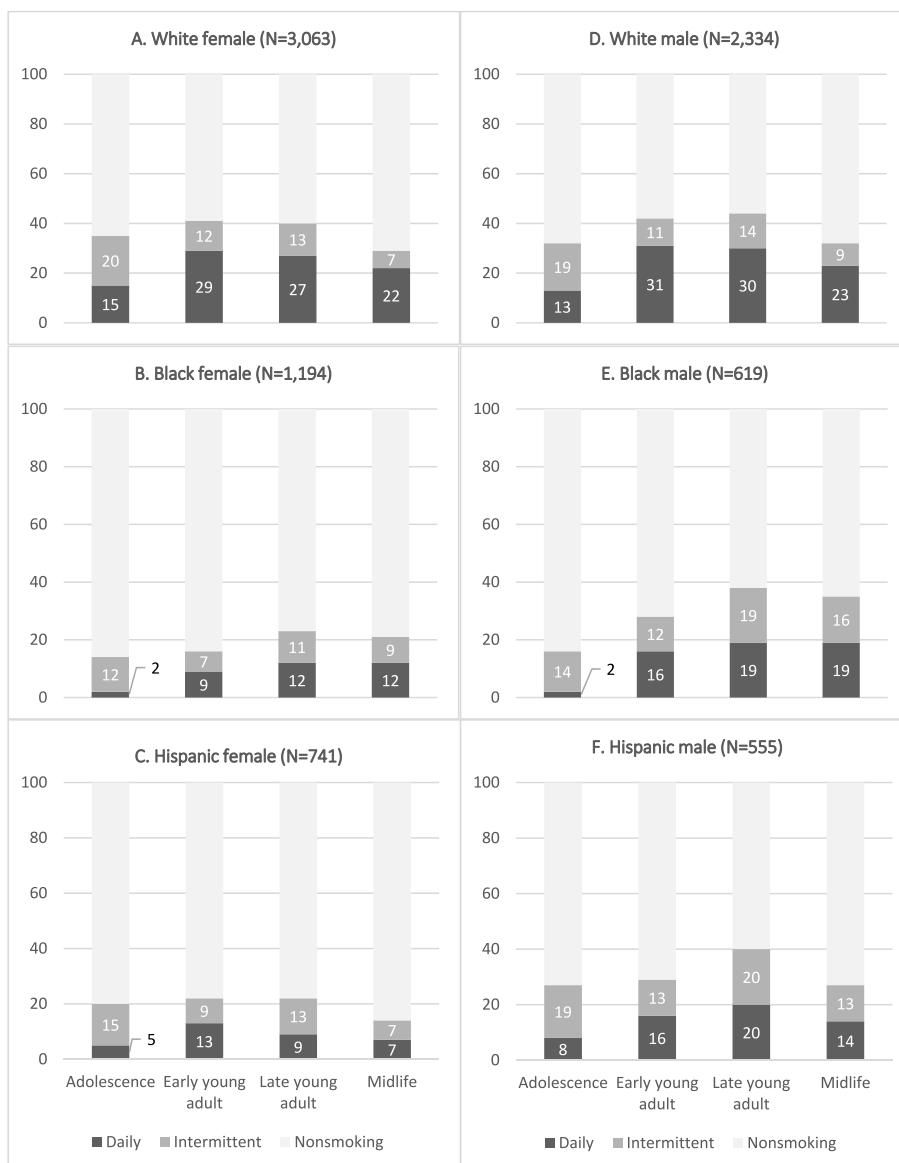 A. White female (N=3,063)
100
80
60
40
20
0
20 12 13 7
15 29 27 22
D. White male (N=2,334)
100
80
60
40
20
0
19 11 14 9
13 31 30 23
B. Black female (N=1,194)
100
80
60
40
20
0
12 7 11 9
2 9 12 12
E. Black male (N=619)
100
80
60
40
20
0
14 12 19 16
2 16 19 19
C. Hispanic female (N=741)
100
80
60
40
20
0
15 9 13 7
5 13 9 7
Adolescence Early young adult Late young adult Midlife
Daily Intermittent Nonsmoking
F. Hispanic male (N=555)
100
80
60
40
20
0
19 13 20 13
8 16 20 14
Adolescence Early young adult Late young adult Midlife
Daily Intermittent Nonsmoking